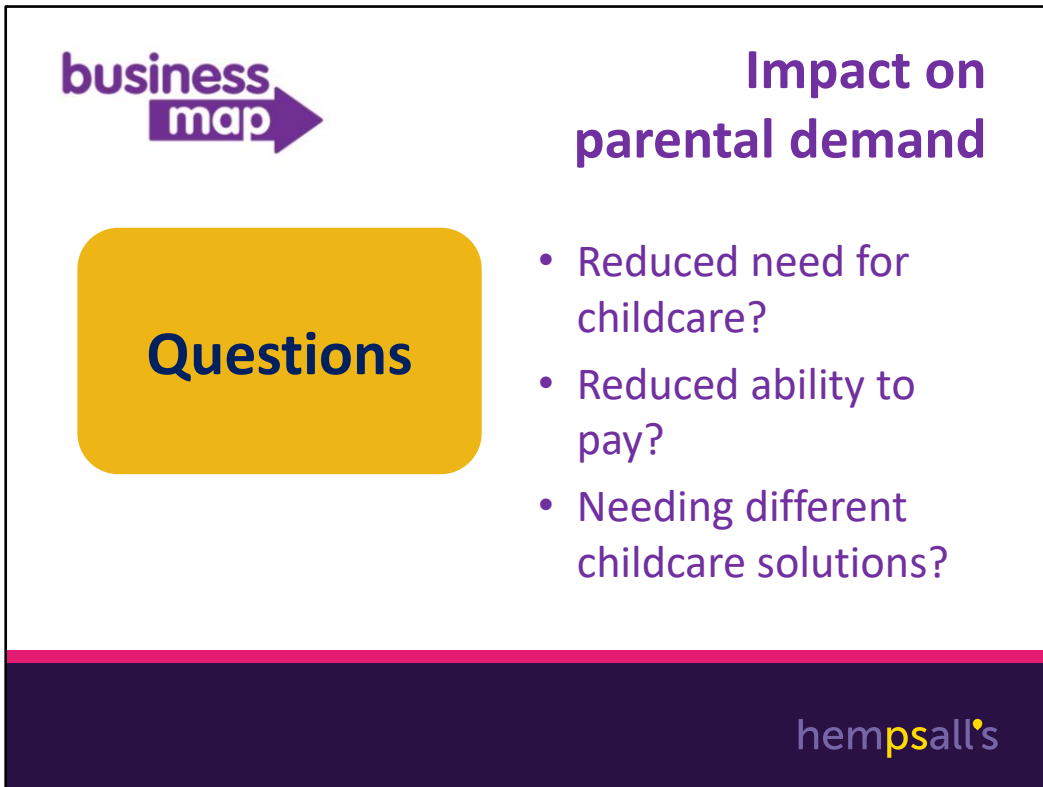 business
map
Impact on
parental demand
Questions
• Reduced need for
childcare?
• Reduced ability to
pay?
• Needing different
childcare solutions?
hempsall's